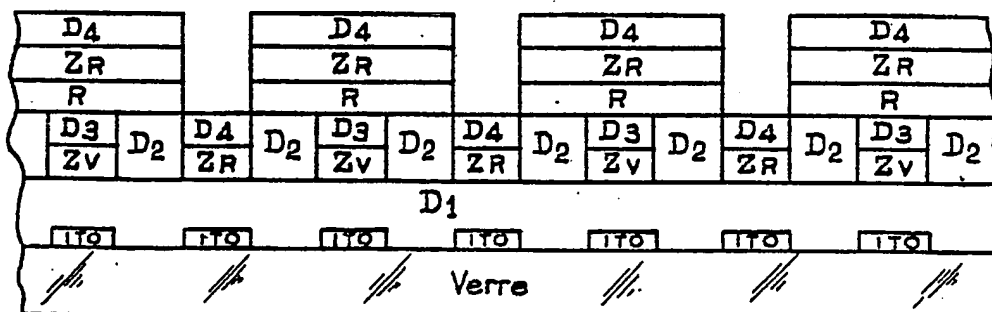 D4 D4 D4 D4
ZR ZR ZR ZR
R R R R
D3 D2 D4 D2 D3 D2 D4 D2 D3 D2 D4 D2 D3 D2
ZV ZR ZV ZR ZV ZR ZV
D1
ITO ITO ITO ITO ITO ITO ITO
Verre